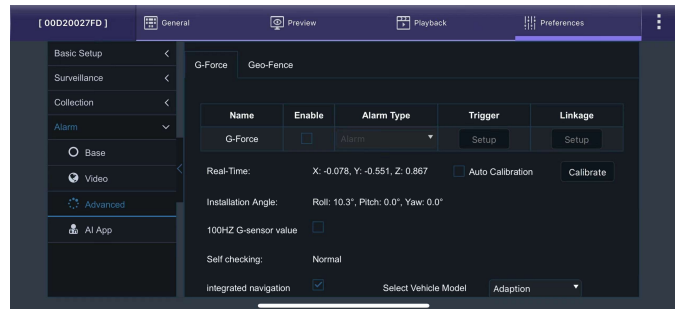 [ 00D20027FD ] General Preview Playback Preferences
Basic Setup
Surveillance
Collection
Alarm
Base
Video
Advanced
AI App
G-Force Geo-Fence
Name Enable Alarm Type Trigger Linkage
G-Force Alarm Setup Setup
Real-Time: X: -0.078, Y: -0.551, Z: 0.867 Auto Calibration Calibrate
Installation Angle: Roll: 10.3°, Pitch: 0.0°, Yaw: 0.0°
100HZ G-sensor value
Self checking: Normal
integrated navigation Select Vehicle Model Adaption